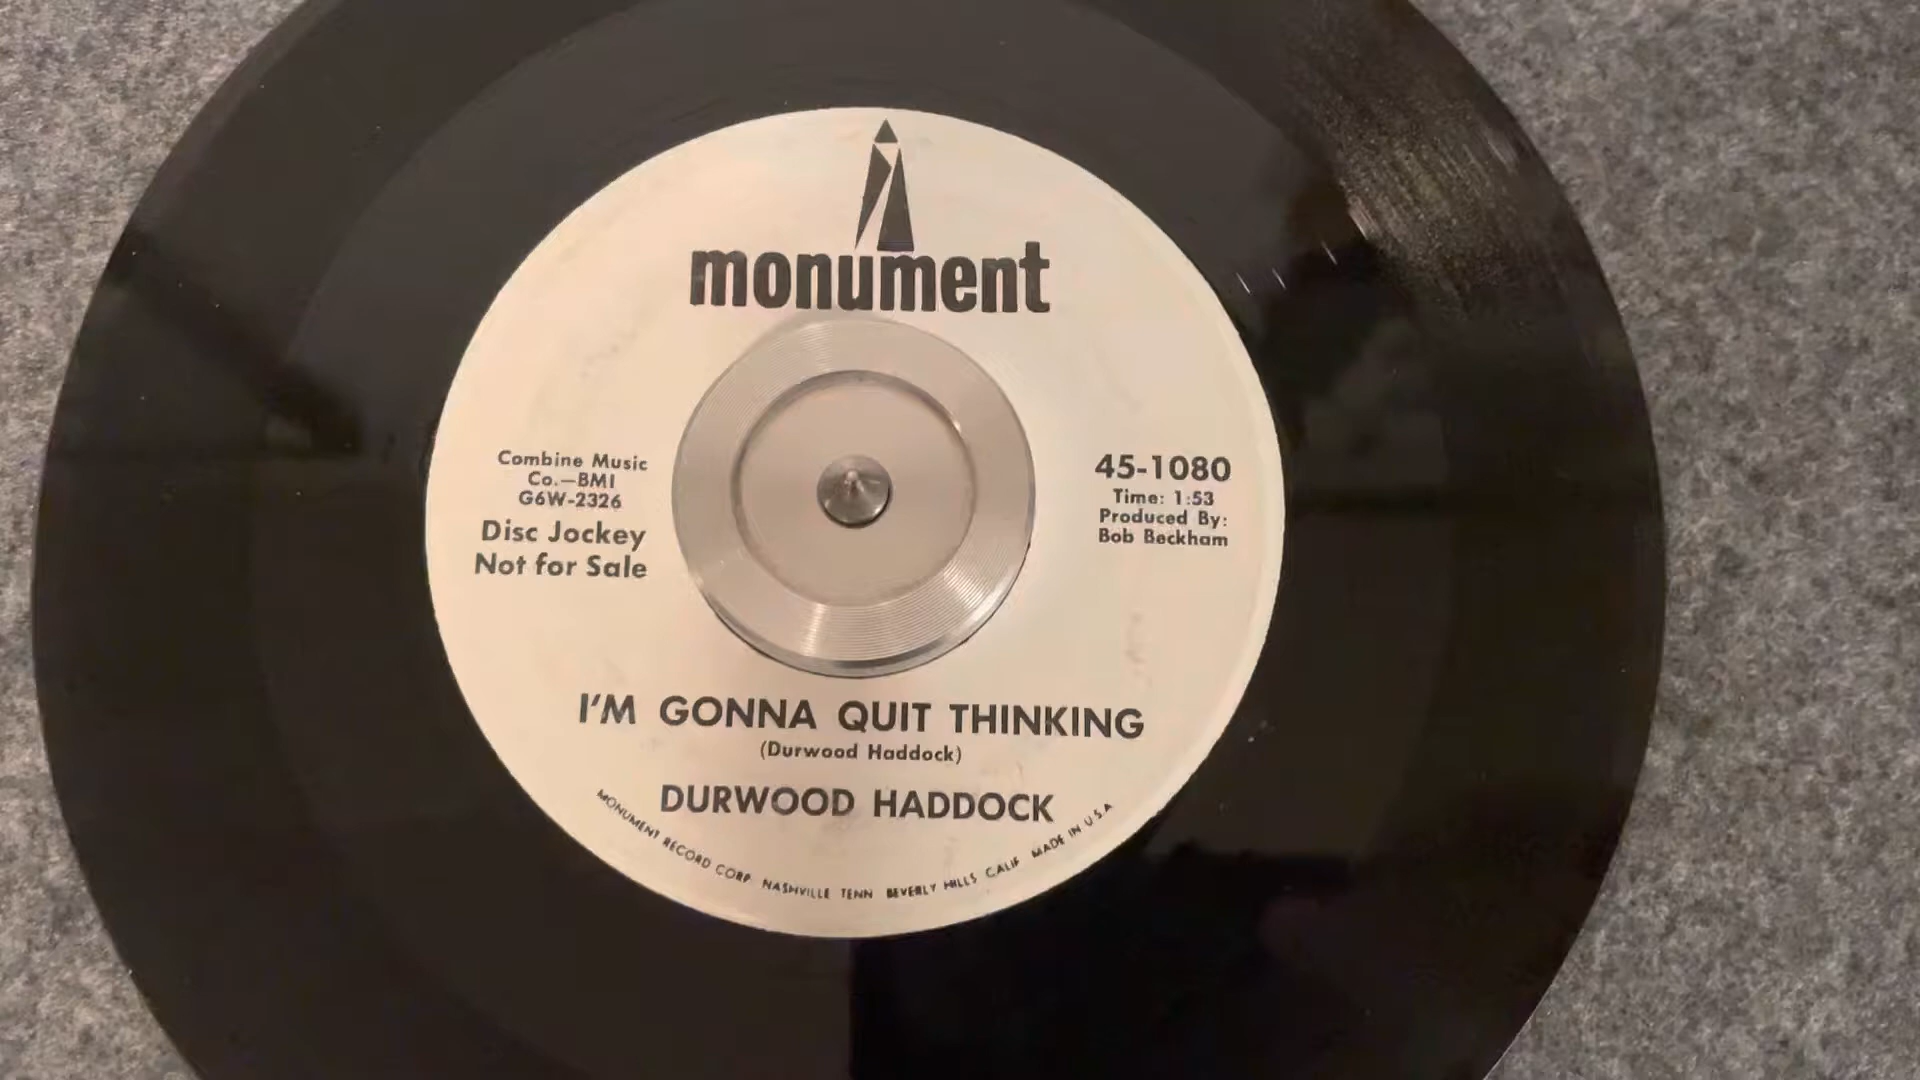 monument
Combine Music
Co.—BMI
G6W-2326
Disc Jockey
Not for Sale
45-1080
Time: 1:53
Produced By:
Bob Beckham
I'M GONNA QUIT THINKING
(Durwood Haddock)
DURWOOD HADDOCK
MONUMENT RECORD CORP. NASHVILLE TENN BEVERLY HILLS CALIF MADE IN U.S.A